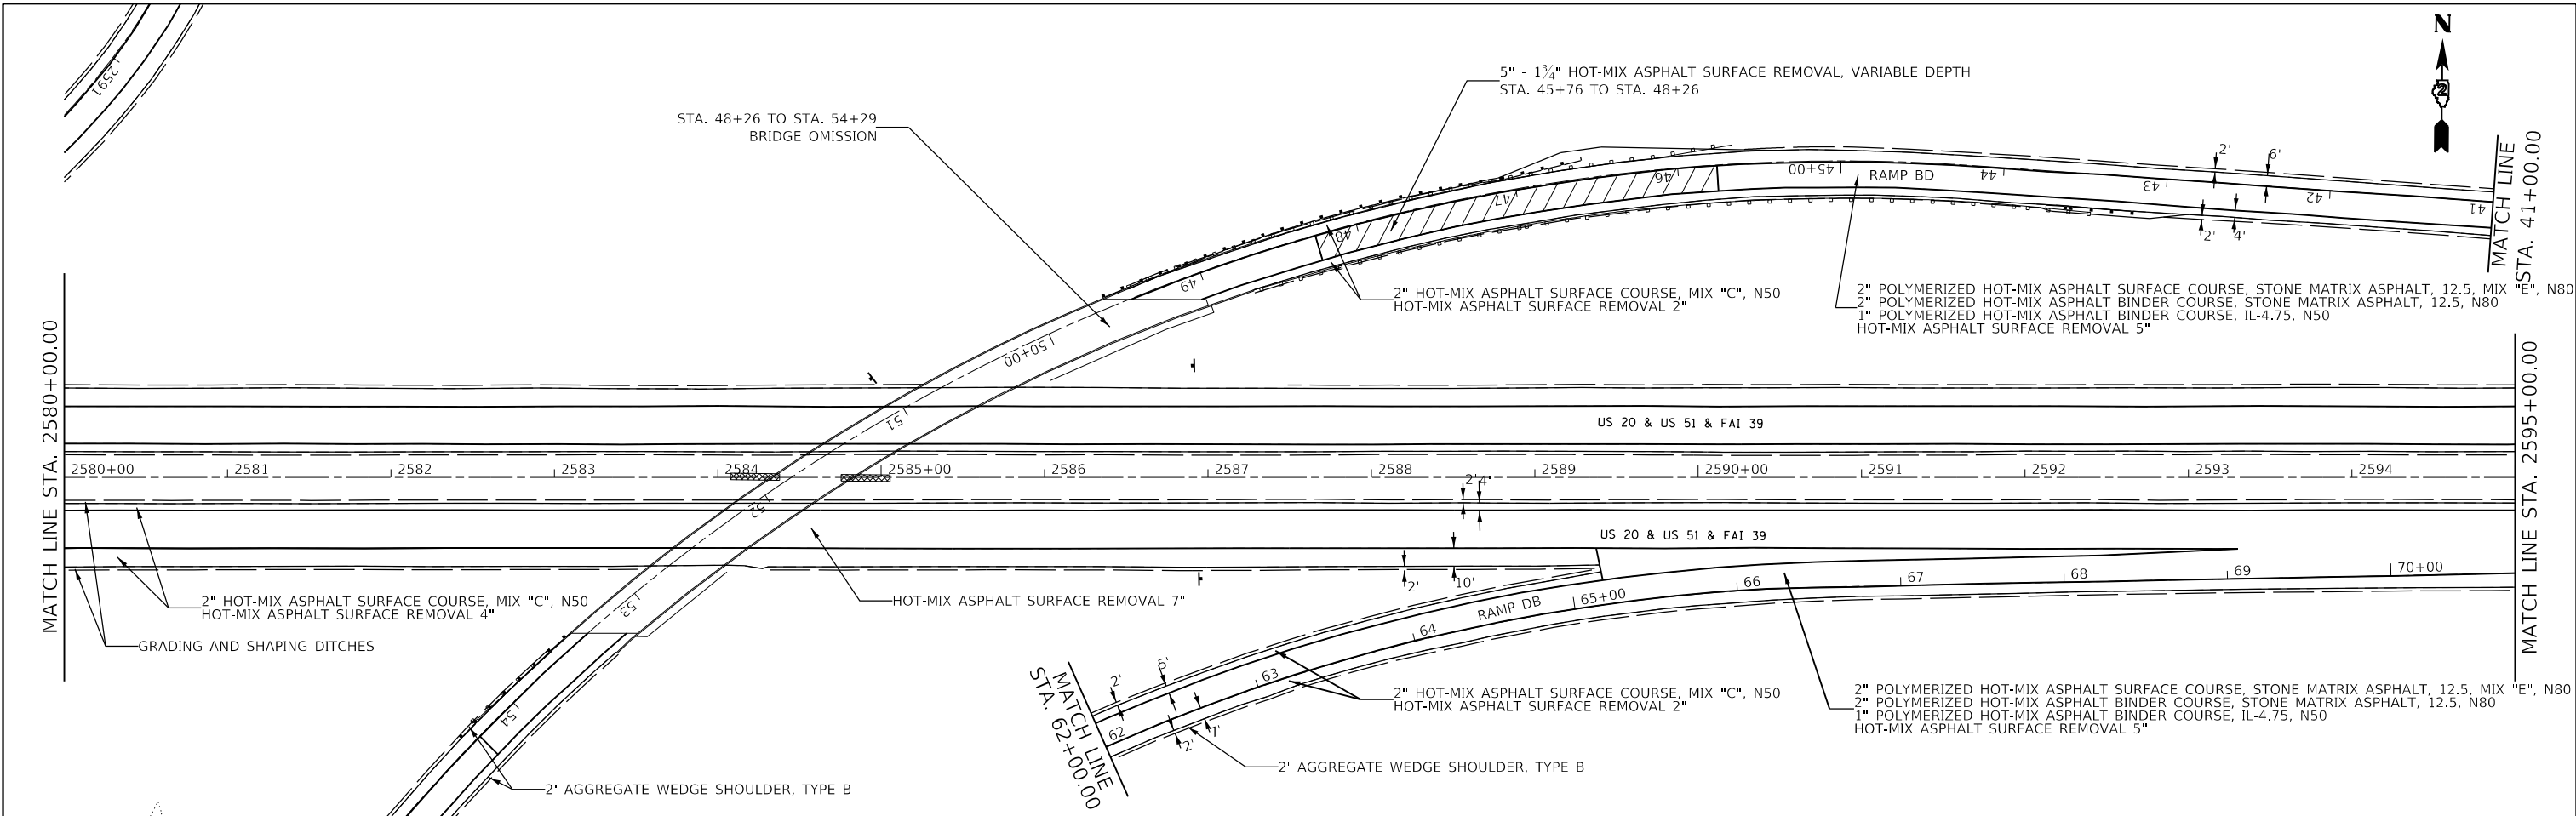 N
2
2591
5" - 1 3/4" HOT-MIX ASPHALT SURFACE REMOVAL, VARIABLE DEPTH
STA. 45+76 TO STA. 48+26
STA. 48+26 TO STA. 54+29
BRIDGE OMISSION
MATCH LINE
STA. 41+00.00
2'
6'
RAMP BD
45+00
44
43
42
41
46
47
48
49
50+00
51
52
53
54
2'
4'
2" HOT-MIX ASPHALT SURFACE COURSE, MIX "C", N50
HOT-MIX ASPHALT SURFACE REMOVAL 2"
2" POLYMERIZED HOT-MIX ASPHALT SURFACE COURSE, STONE MATRIX ASPHALT, 12.5, MIX "E", N80
2" POLYMERIZED HOT-MIX ASPHALT BINDER COURSE, STONE MATRIX ASPHALT, 12.5, N80
1" POLYMERIZED HOT-MIX ASPHALT BINDER COURSE, IL-4.75, N50
HOT-MIX ASPHALT SURFACE REMOVAL 5"
MATCH LINE STA. 2580+00.00
MATCH LINE STA. 2595+00.00
US 20 & US 51 & FAI 39
2580+00
2581
2582
2583
2584
2585+00
2586
2587
2588
2589
2590+00
2591
2592
2593
2594
2'
4'
US 20 & US 51 & FAI 39
2'
10'
2" HOT-MIX ASPHALT SURFACE COURSE, MIX "C", N50
HOT-MIX ASPHALT SURFACE REMOVAL 4"
HOT-MIX ASPHALT SURFACE REMOVAL 7"
GRADING AND SHAPING DITCHES
RAMP DB
62
63
64
65+00
66
67
68
69
70+00
MATCH LINE
STA. 62+00.00
2'
5'
2'
7'
2" HOT-MIX ASPHALT SURFACE COURSE, MIX "C", N50
HOT-MIX ASPHALT SURFACE REMOVAL 2"
2" POLYMERIZED HOT-MIX ASPHALT SURFACE COURSE, STONE MATRIX ASPHALT, 12.5, MIX "E", N80
2" POLYMERIZED HOT-MIX ASPHALT BINDER COURSE, STONE MATRIX ASPHALT, 12.5, N80
1" POLYMERIZED HOT-MIX ASPHALT BINDER COURSE, IL-4.75, N50
HOT-MIX ASPHALT SURFACE REMOVAL 5"
2' AGGREGATE WEDGE SHOULDER, TYPE B
2' AGGREGATE WEDGE SHOULDER, TYPE B